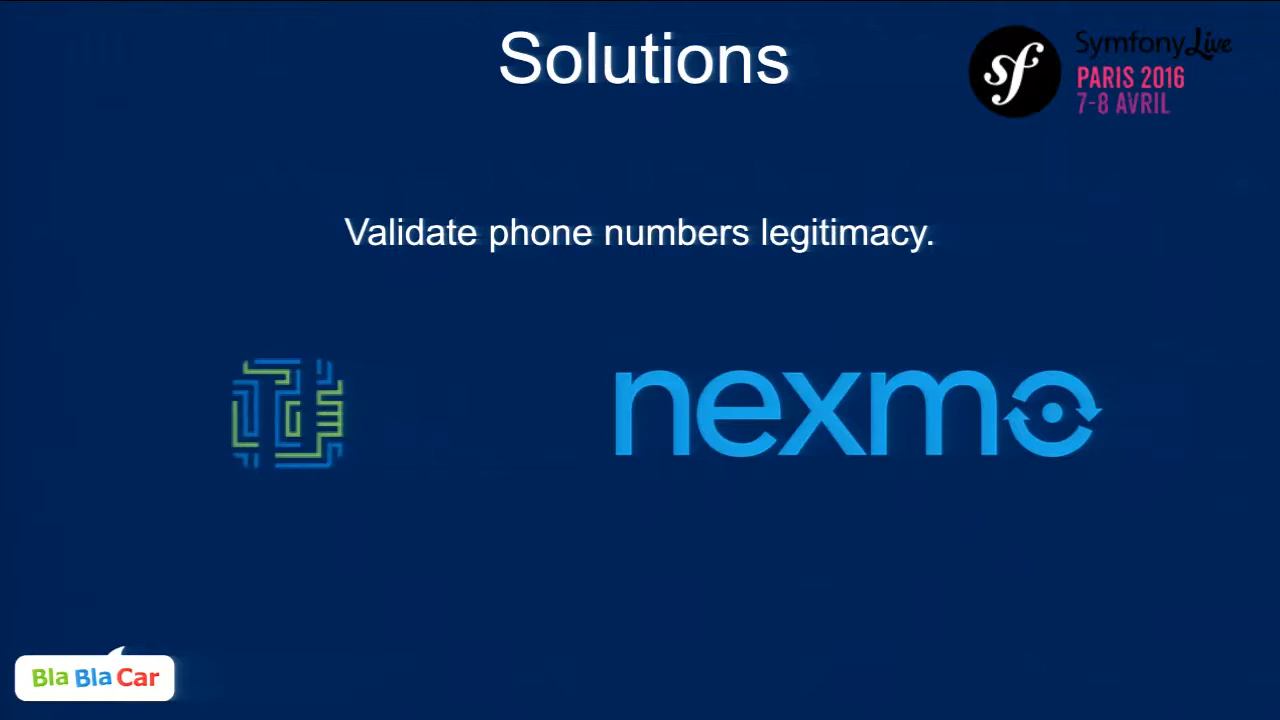 Solutions
SymfonyLive
PARIS 2016
7-8 AVRIL
Validate phone numbers legitimacy.
nexmo
BlaBlaCar